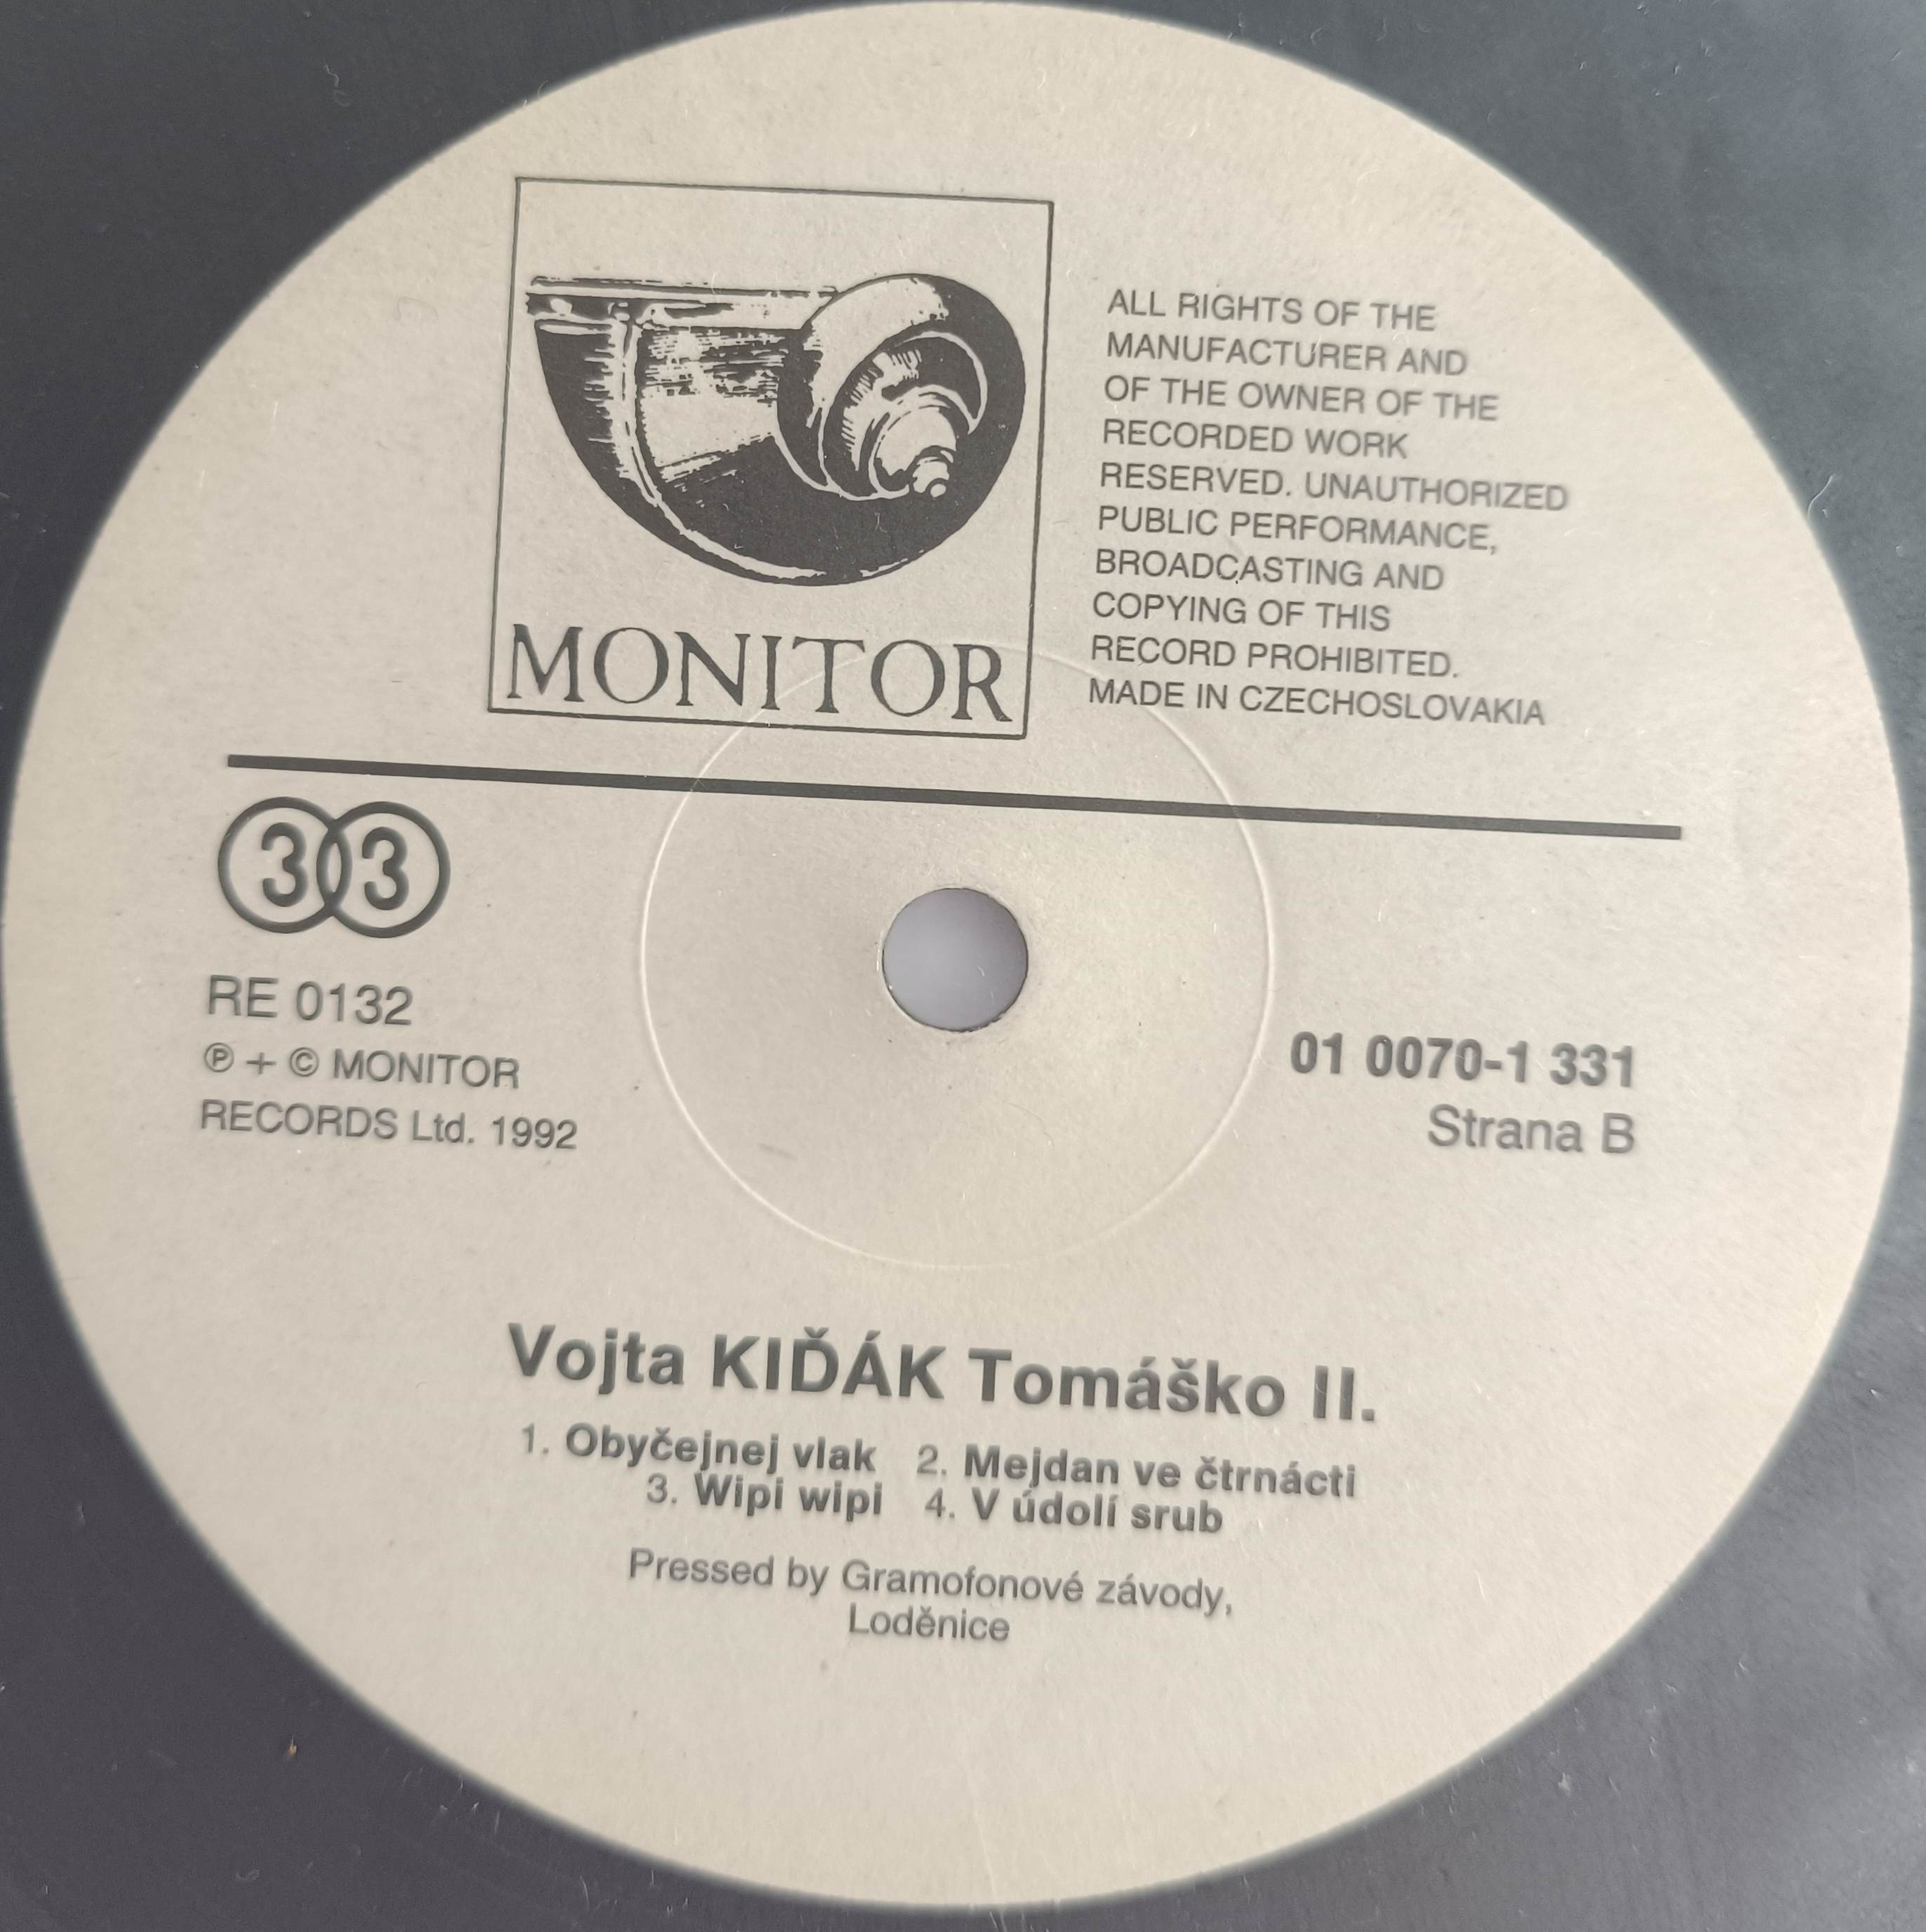 MONITOR
ALL RIGHTS OF THE
MANUFACTURER AND
OF THE OWNER OF THE
RECORDED WORK
RESERVED. UNAUTHORIZED
PUBLIC PERFORMANCE,
BROADCASTING AND
COPYING OF THIS
RECORD PROHIBITED.
MADE IN CZECHOSLOVAKIA
33
RE 0132
℗ + © MONITOR
RECORDS Ltd. 1992
01 0070-1 331
Strana B
Vojta KIĎÁK Tomáško II.
1. Obyčejnej vlak 2. Mejdan ve čtrnácti
3. Wipi wipi 4. V údolí srub
Pressed by Gramofonové závody,
Loděnice